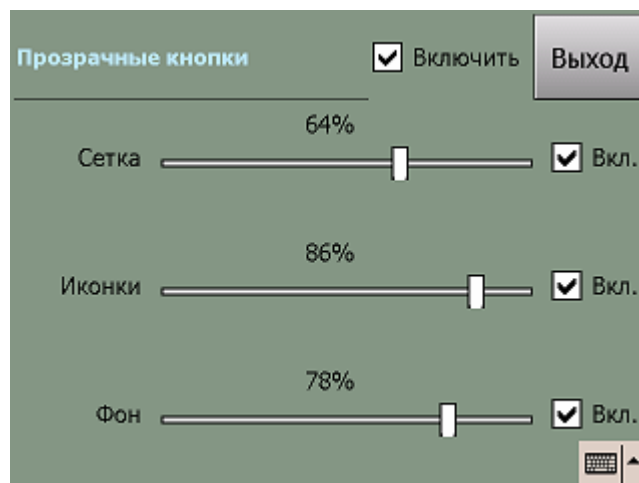 Прозрачные кнопки
Включить
Выход
64%
Сетка
Вкл.
86%
Иконки
Вкл.
78%
Фон
Вкл.